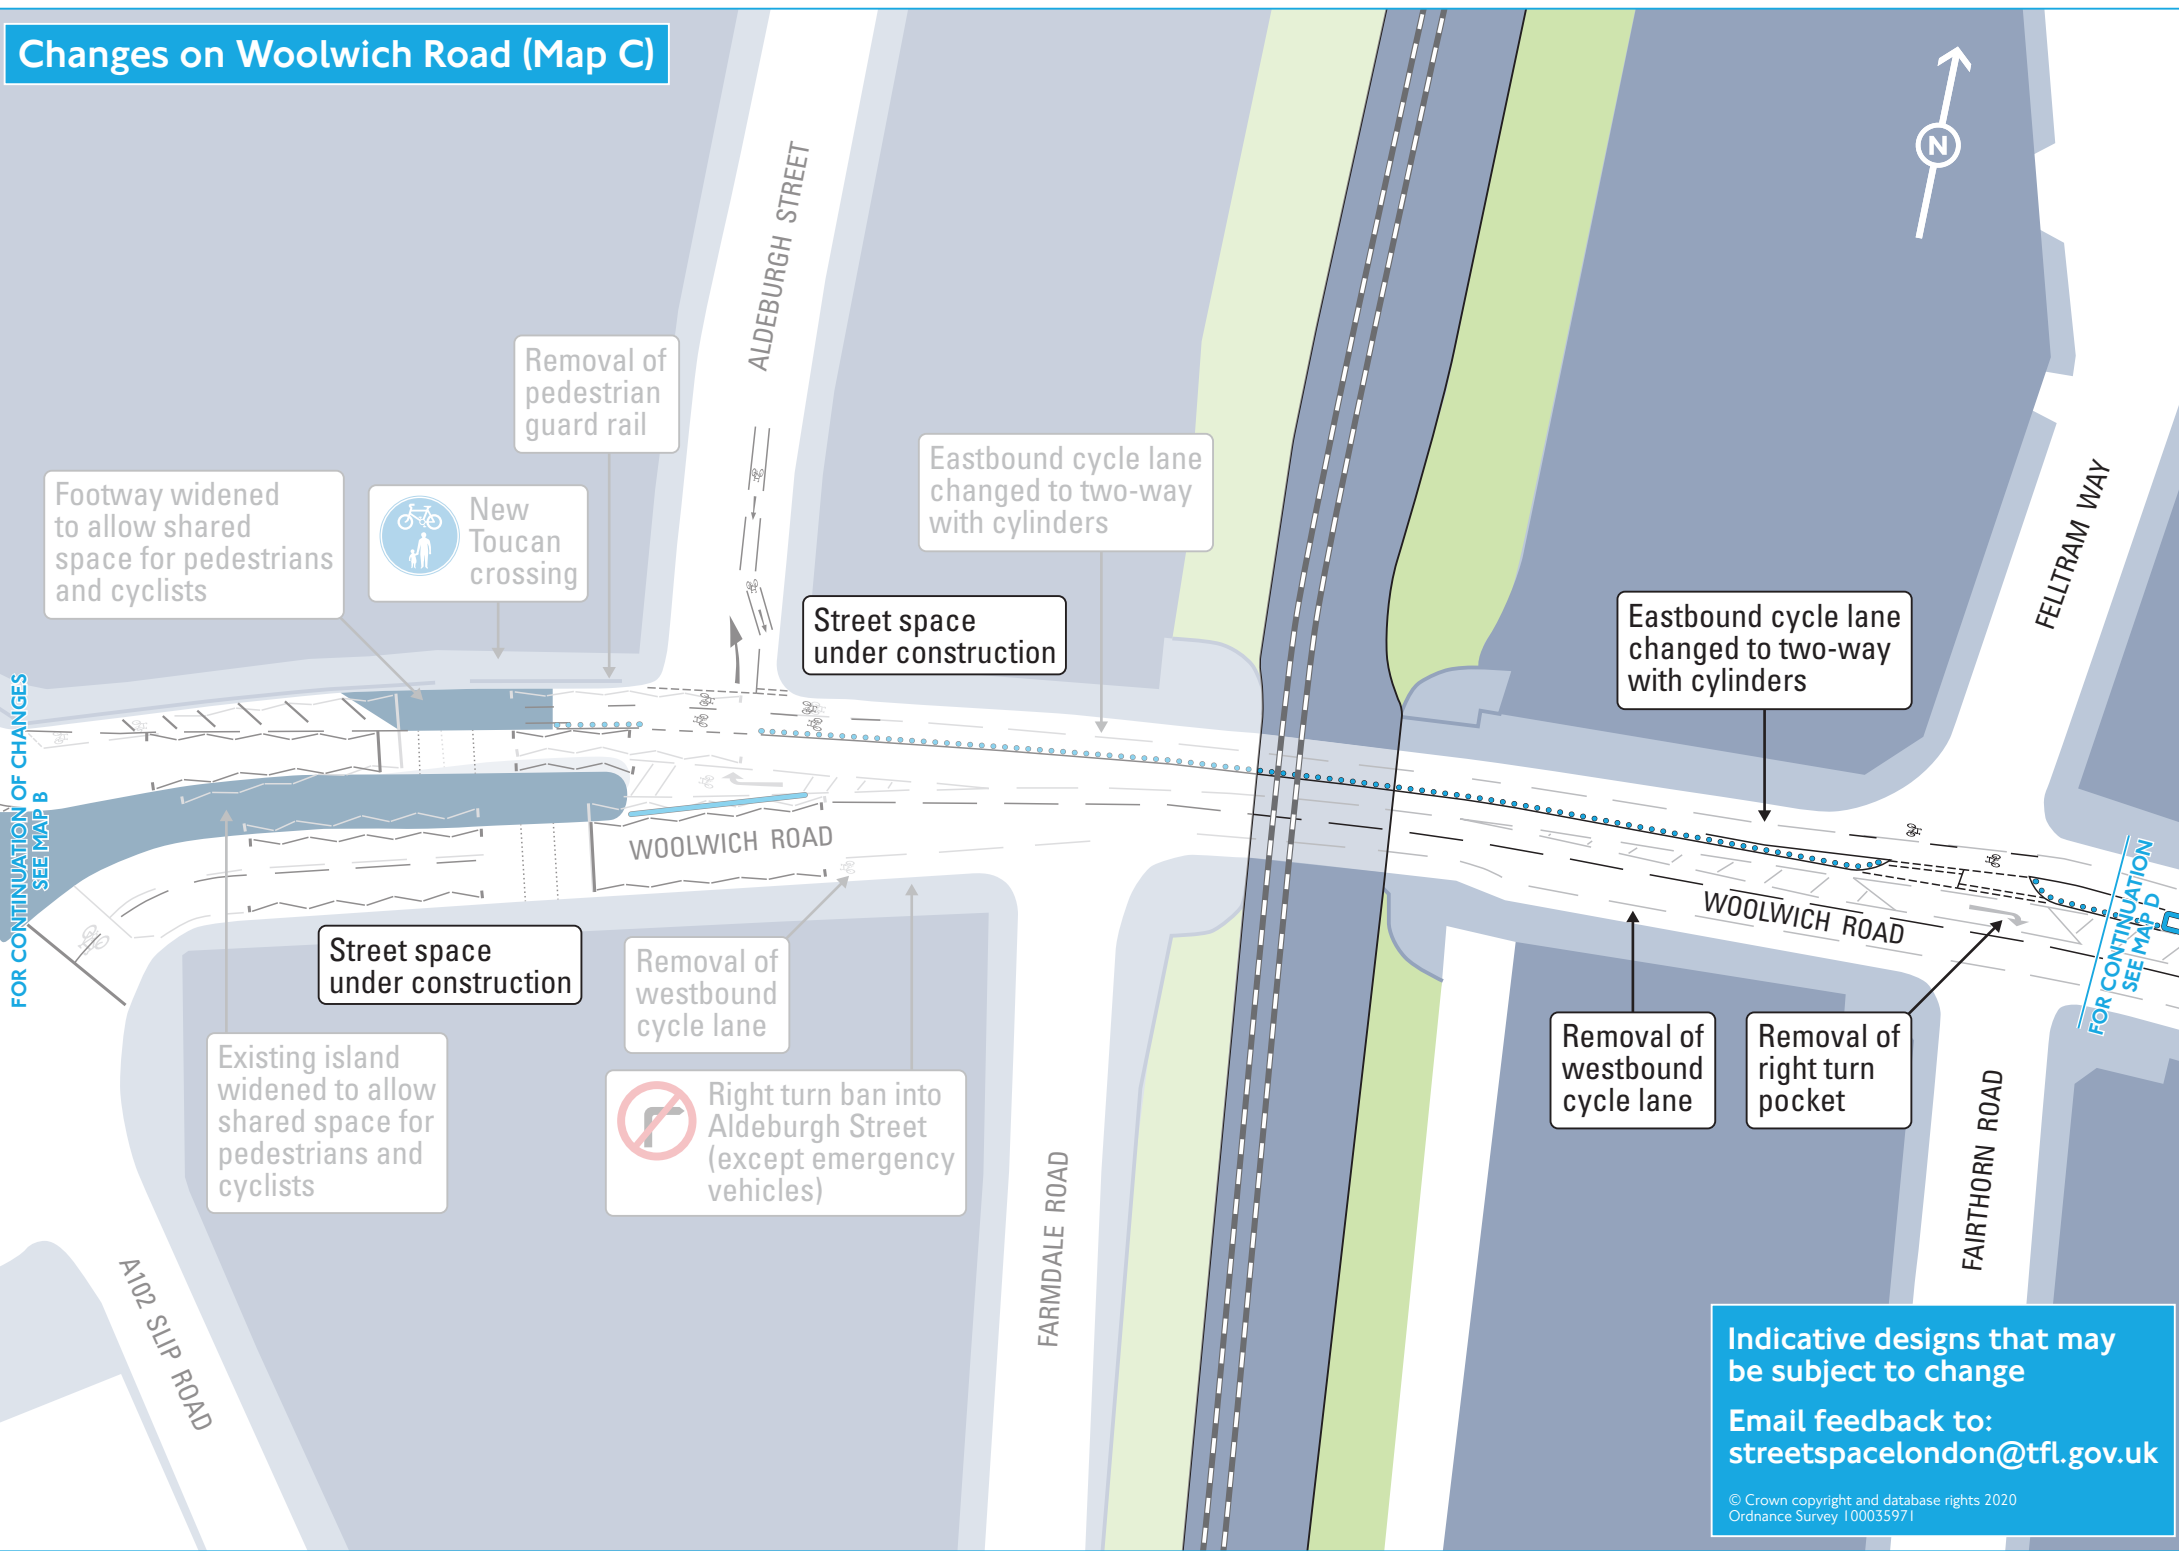 Changes on Woolwich Road (Map C)
N
ALDEBURGH STREET
Removal of
pedestrian
guard rail
Eastbound cycle lane
changed to two-way
with cylinders
Footway widened
to allow shared
space for pedestrians
and cyclists
New
Toucan
crossing
FELLTRAM WAY
Street space
under construction
Eastbound cycle lane
changed to two-way
with cylinders
FOR CONTINUATION OF CHANGES
SEE MAP B
WOOLWICH ROAD
WOOLWICH ROAD
FOR CONTINUATION
SEE MAP D
Street space
under construction
Removal of
westbound
cycle lane
Existing island
widened to allow
shared space for
pedestrians and
cyclists
Right turn ban into
Aldeburgh Street
(except emergency
vehicles)
Removal of
westbound
cycle lane
Removal of
right turn
pocket
FARMDALE ROAD
FAIRTHORN ROAD
A102 SLIP ROAD
Indicative designs that may
be subject to change
Email feedback to:
streetspacelondon@tfl.gov.uk
© Crown copyright and database rights 2020
Ordnance Survey 100035971